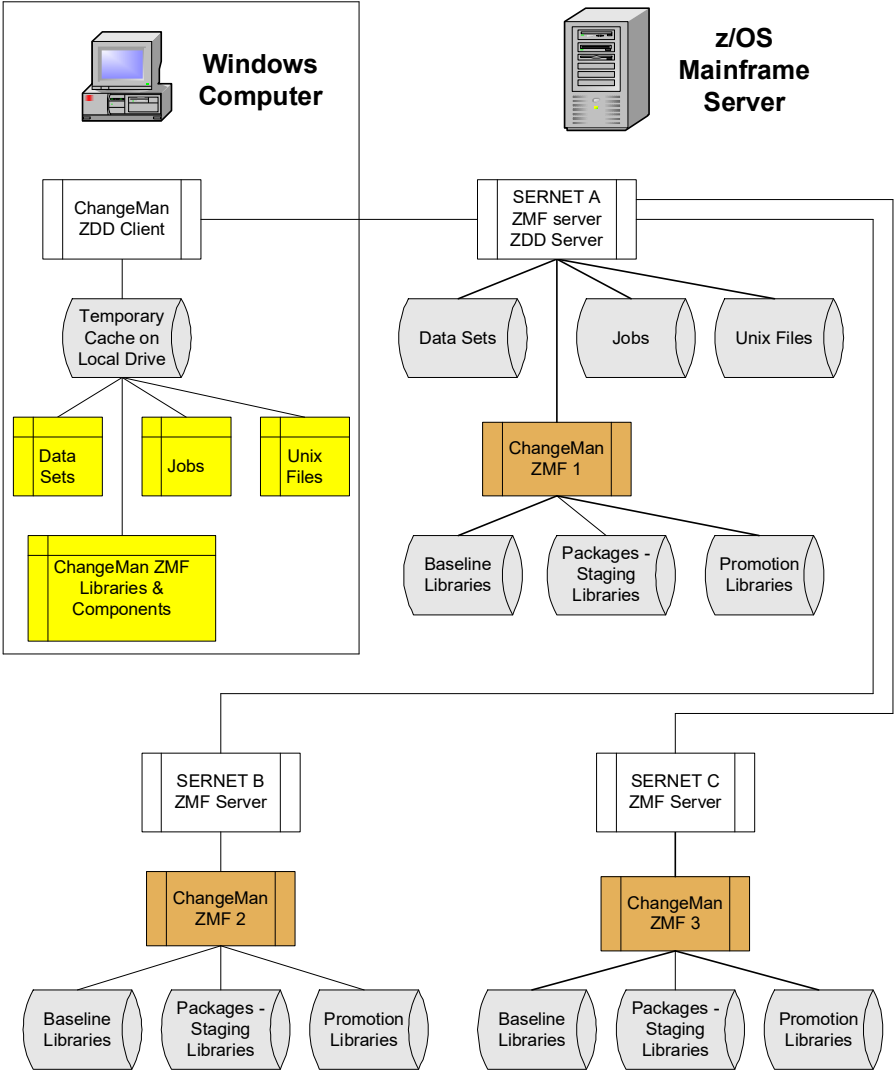 Windows
Computer
z/OS
Mainframe
Server
ChangeMan
ZDD Client
SERNET A
ZMF server
ZDD Server
Temporary
Cache on
Local Drive
Data Sets
Jobs
Unix Files
Data
Sets
Jobs
Unix
Files
ChangeMan
ZMF 1
ChangeMan ZMF
Libraries &
Components
Baseline
Libraries
Packages -
Staging
Libraries
Promotion
Libraries
SERNET B
ZMF Server
SERNET C
ZMF Server
ChangeMan
ZMF 2
ChangeMan
ZMF 3
Baseline
Libraries
Packages -
Staging
Libraries
Promotion
Libraries
Baseline
Libraries
Packages -
Staging
Libraries
Promotion
Libraries